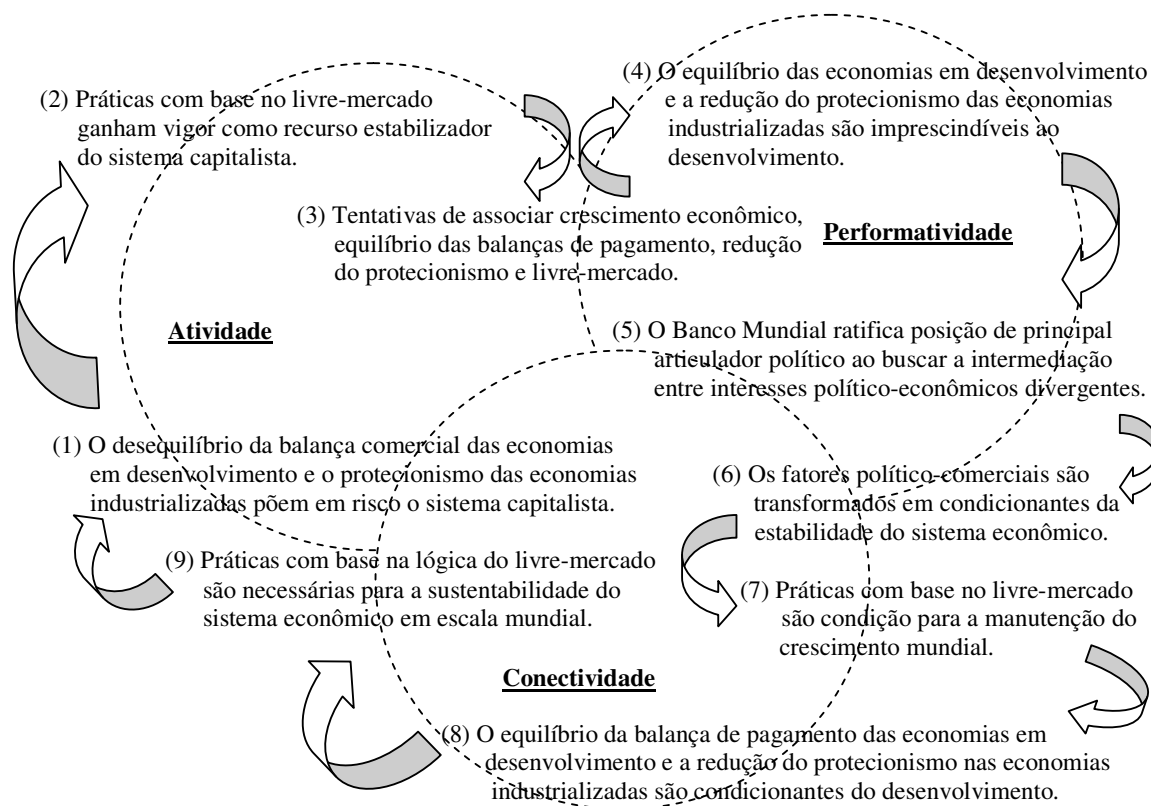 (4) O equilíbrio das economias em desenvolvimento
e a redução do protecionismo das economias
industrializadas são imprescindíveis ao
desenvolvimento.
(2) Práticas com base no livre-mercado
ganham vigor como recurso estabilizador
do sistema capitalista.
(3) Tentativas de associar crescimento econômico,
equilíbrio das balanças de pagamento, redução
do protecionismo e livre-mercado.
Performatividade
Atividade
(5) O Banco Mundial ratifica posição de principal
articulador político ao buscar a intermediação
entre interesses político-econômicos divergentes.
(1) O desequilíbrio da balança comercial das economias
em desenvolvimento e o protecionismo das economias
industrializadas põem em risco o sistema capitalista.
(6) Os fatores político-comerciais são
transformados em condicionantes da
estabilidade do sistema econômico.
(9) Práticas com base na lógica do livre-mercado
são necessárias para a sustentabilidade do
sistema econômico em escala mundial.
(7) Práticas com base no livre-mercado
são condição para a manutenção do
crescimento mundial.
Conectividade
(8) O equilíbrio da balança de pagamento das economias em
desenvolvimento e a redução do protecionismo nas economias
industrializadas são condicionantes do desenvolvimento.